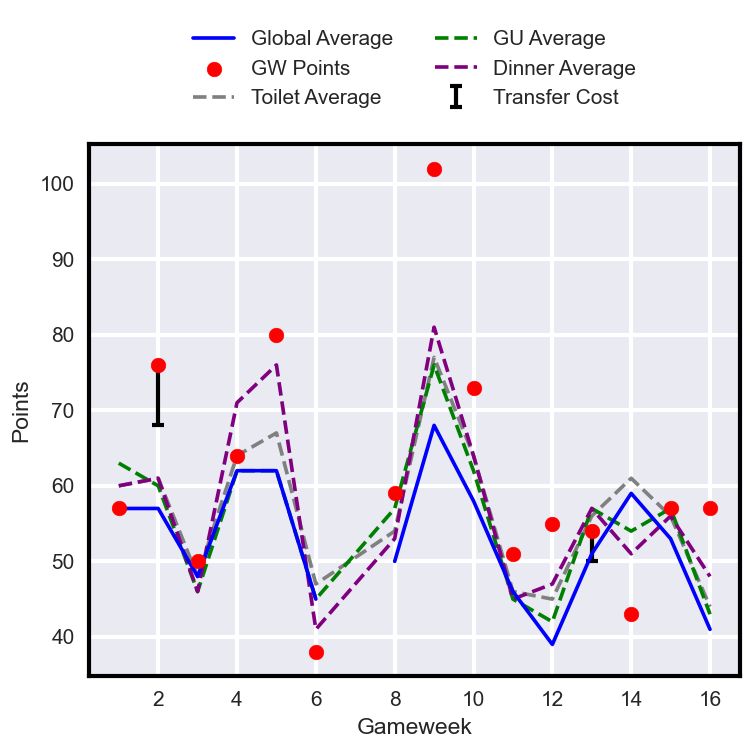 Global Average GU Average
GW Points Dinner Average
Toilet Average Transfer Cost
100
90
80
70
60
50
40
Points
2 4 6 8 10 12 14 16
Gameweek